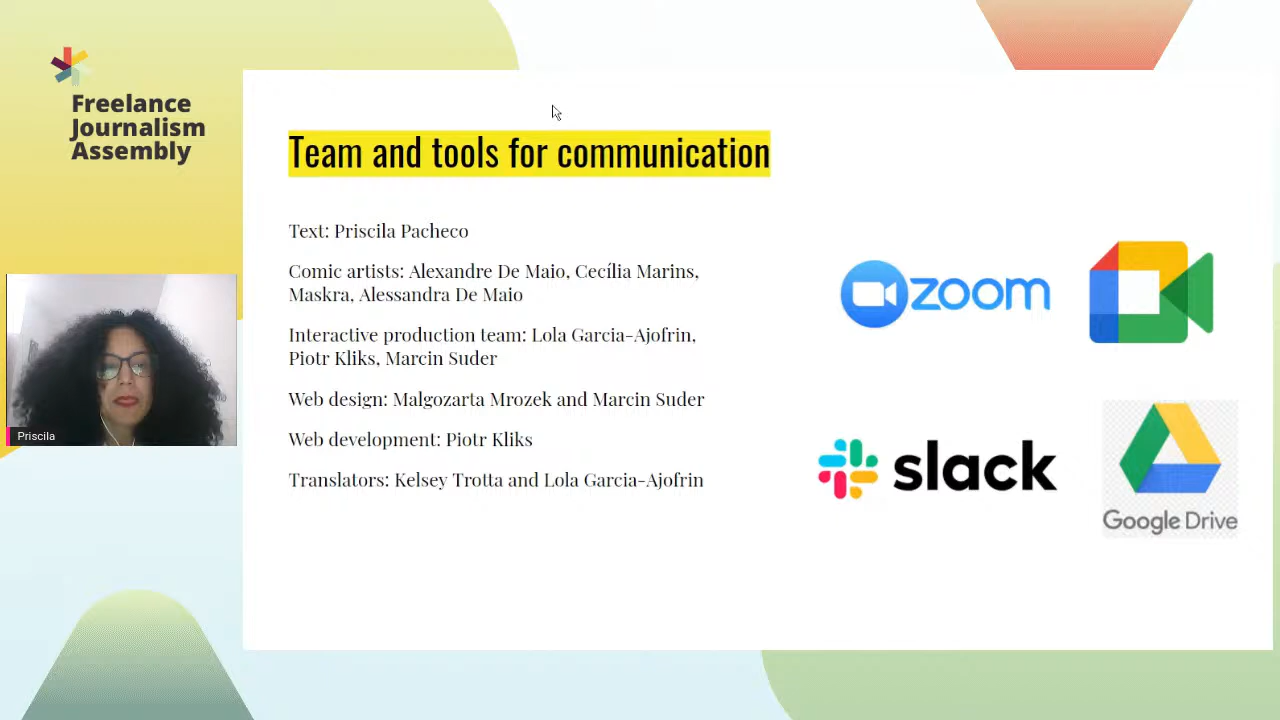 Freelance
Journalism
Assembly
Team and tools for communication
Text: Priscila Pacheco
Comic artists: Alexandre De Maio, Cecília Marins,
Maskra, Alessandra De Maio
Interactive production team: Lola Garcia-Ajofrin,
Piotr Kliks, Marcin Suder
Web design: Malgozarta Mrozek and Marcin Suder
Web development: Piotr Kliks
Translators: Kelsey Trotta and Lola Garcia-Ajofrin
zoom
slack
Google Drive
Priscila